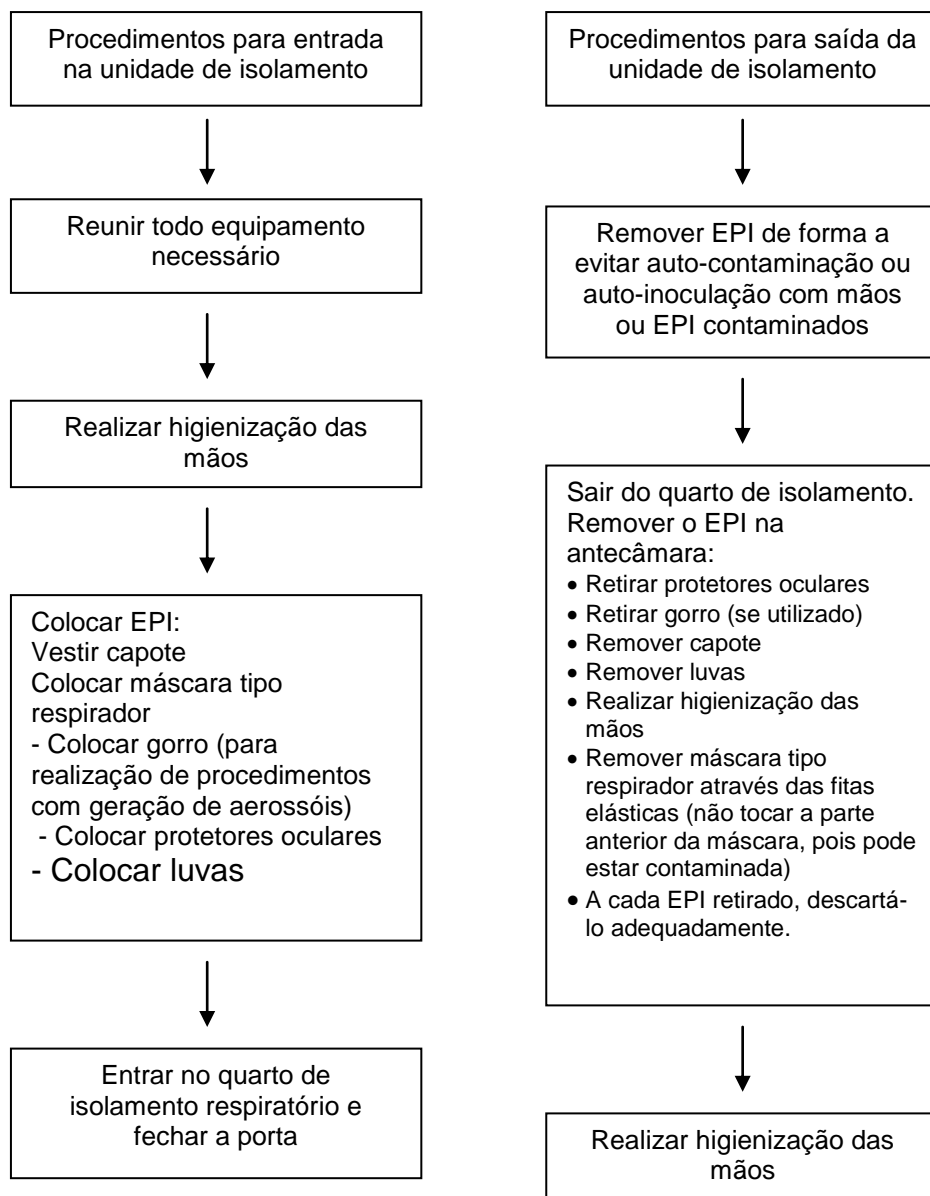 Procedimentos para entrada
na unidade de isolamento
Reunir todo equipamento
necessário
Realizar higienização das
mãos
Colocar EPI:
Vestir capote
Colocar máscara tipo
respirador
- Colocar gorro (para
realização de procedimentos
com geração de aerossóis)
- Colocar protetores oculares
- Colocar luvas
Entrar no quarto de
isolamento respiratório e
fechar a porta
Procedimentos para saída da
unidade de isolamento
Remover EPI de forma a
evitar auto-contaminação ou
auto-inoculação com mãos
ou EPI contaminados
Sair do quarto de isolamento.
Remover o EPI na
antecâmara:
• Retirar protetores oculares
• Retirar gorro (se utilizado)
• Remover capote
• Remover luvas
• Realizar higienização das
mãos
• Remover máscara tipo
respirador através das fitas
elásticas (não tocar a parte
anterior da máscara, pois pode
estar contaminada)
• A cada EPI retirado, descartá-
lo adequadamente.
Realizar higienização das
mãos